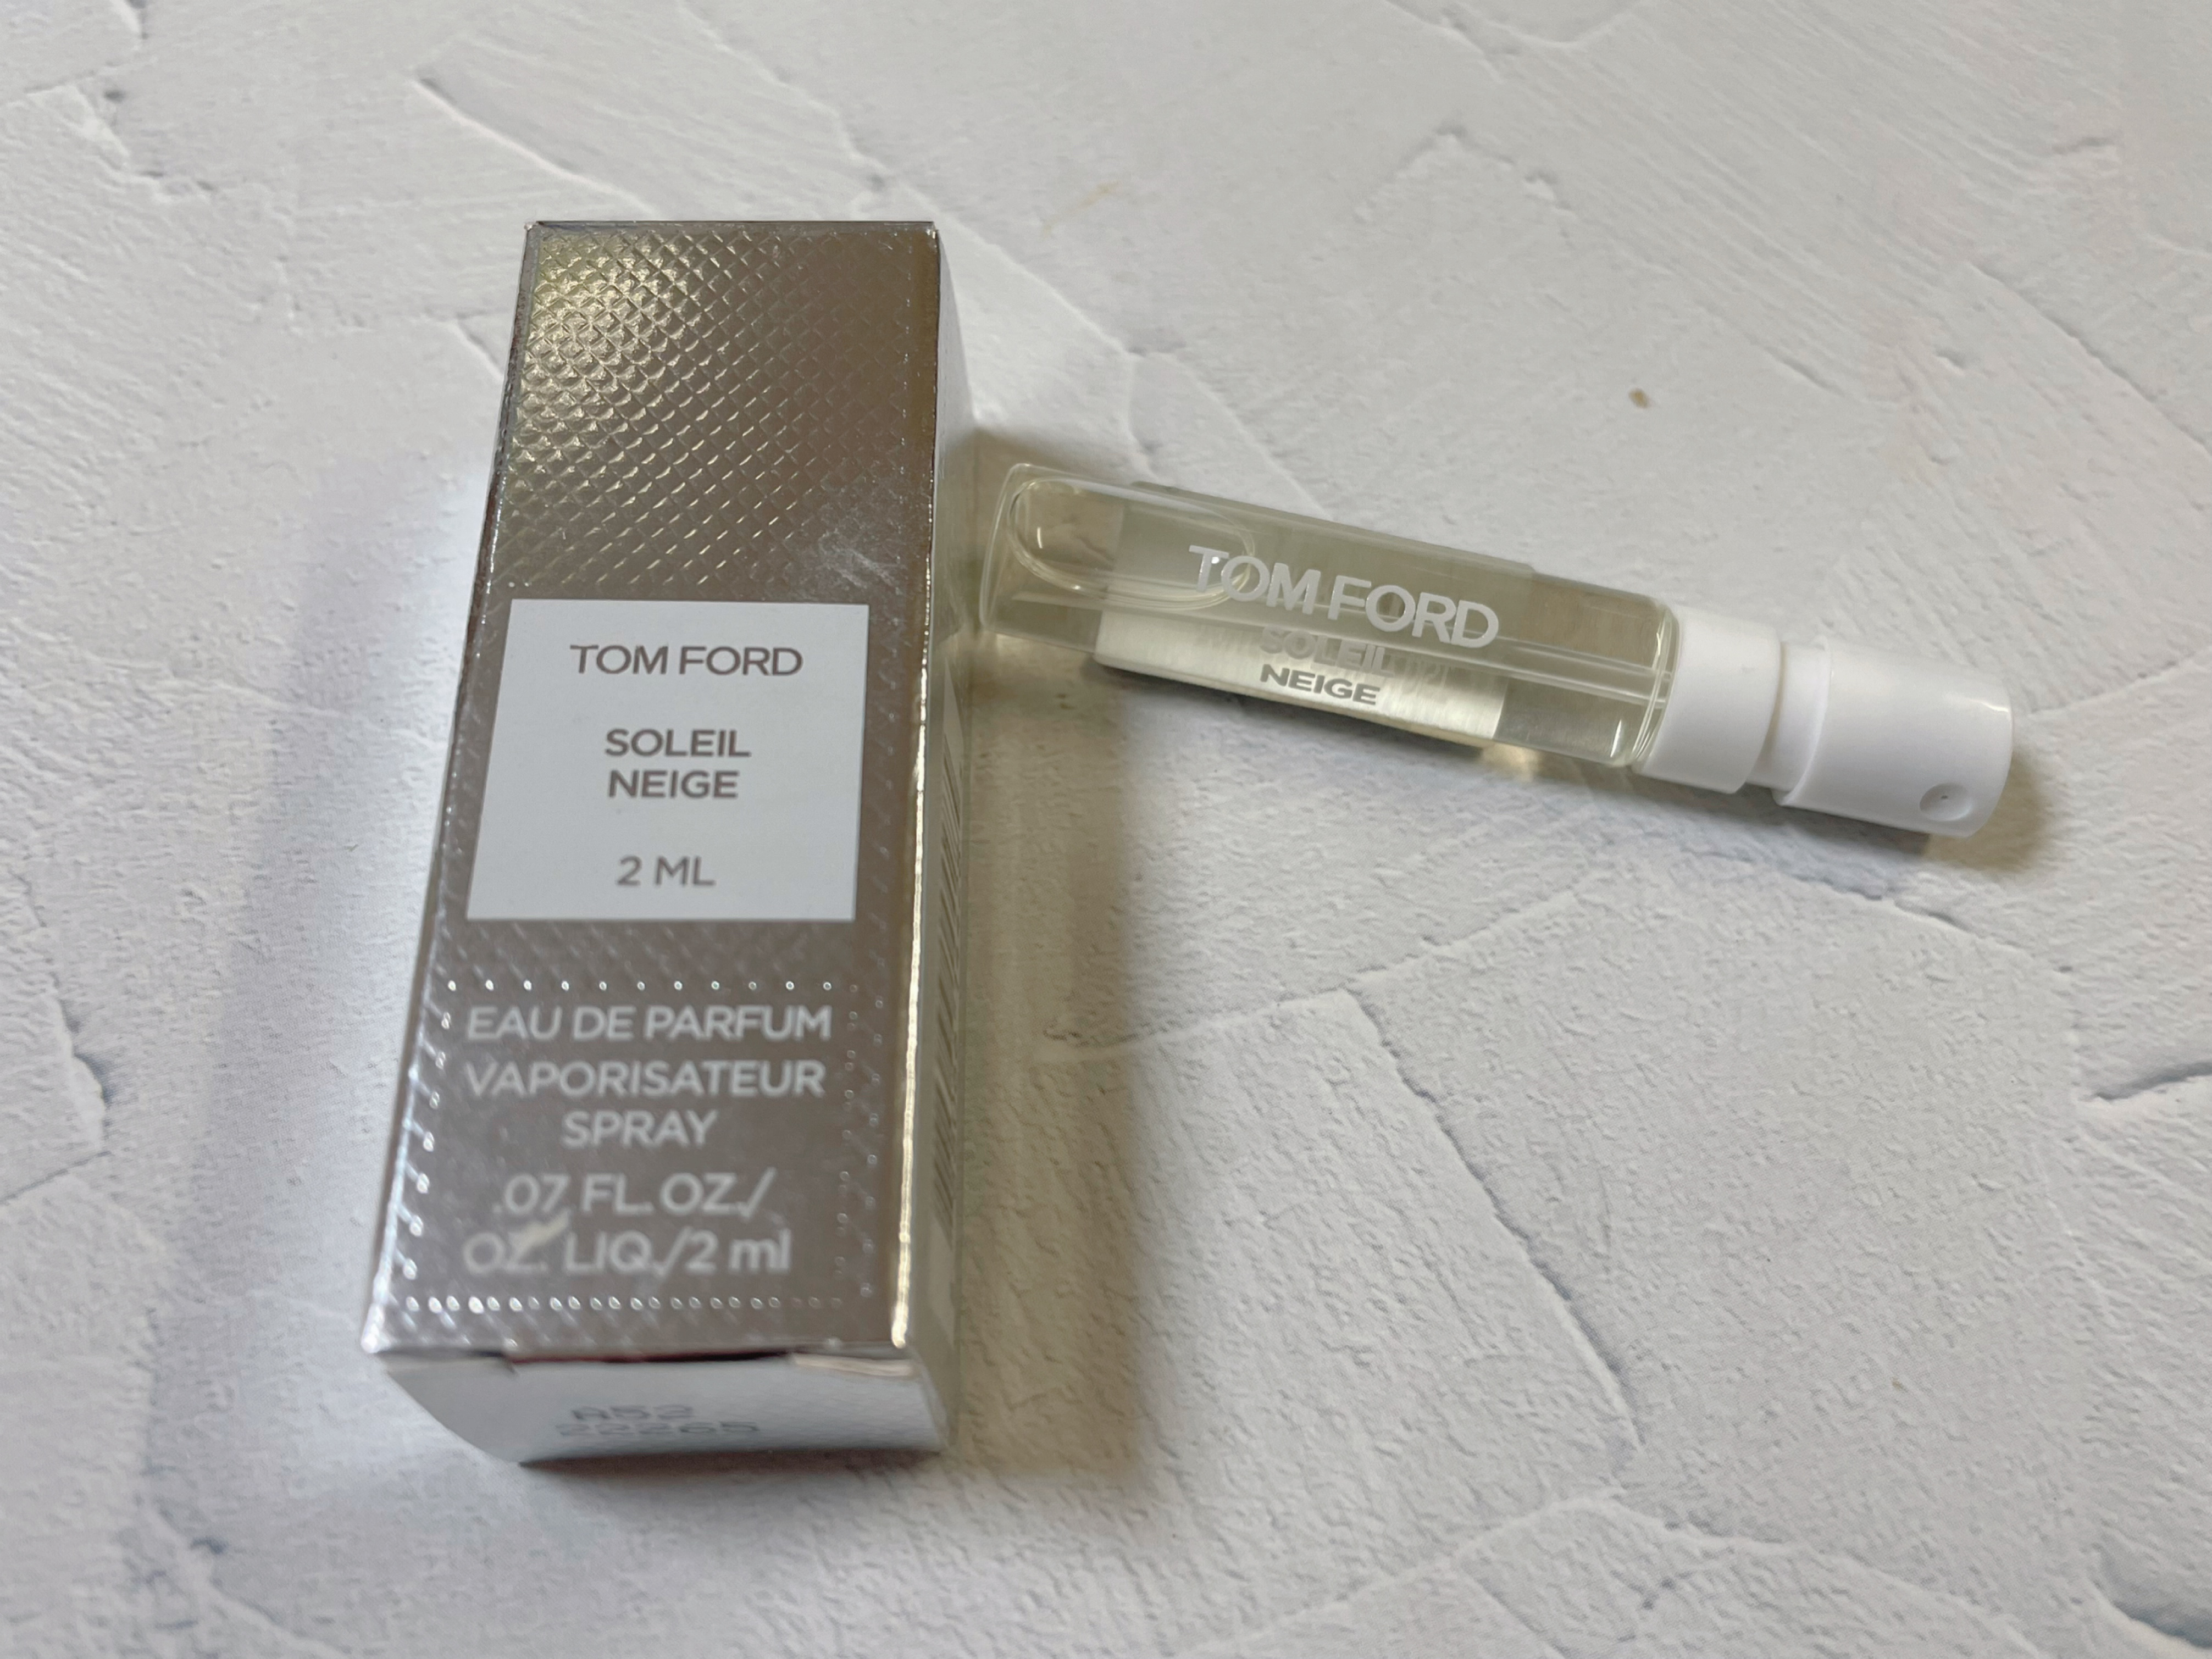 TOM FORD
SOLEIL
NEIGE
2 ML
EAU DE PARFUM
VAPORISATEUR
SPRAY
.07 FL. OZ./
OZ. LIQ./2 ml
A52
TOM FORD
SOLEIL
NEIGE